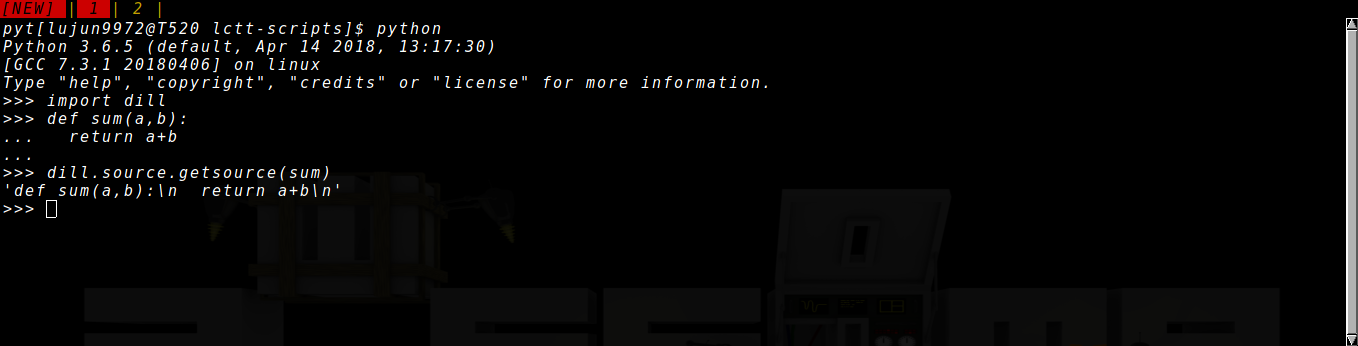 [NEW] | 1 | 2 |
pyt[lujun9972@T520 lctt-scripts]$ python
Python 3.6.5 (default, Apr 14 2018, 13:17:30)
[GCC 7.3.1 20180406] on linux
Type "help", "copyright", "credits" or "license" for more information.
>>> import dill
>>> def sum(a,b):
...   return a+b
...
>>> dill.source.getsource(sum)
'def sum(a,b):\n  return a+b\n'
>>>